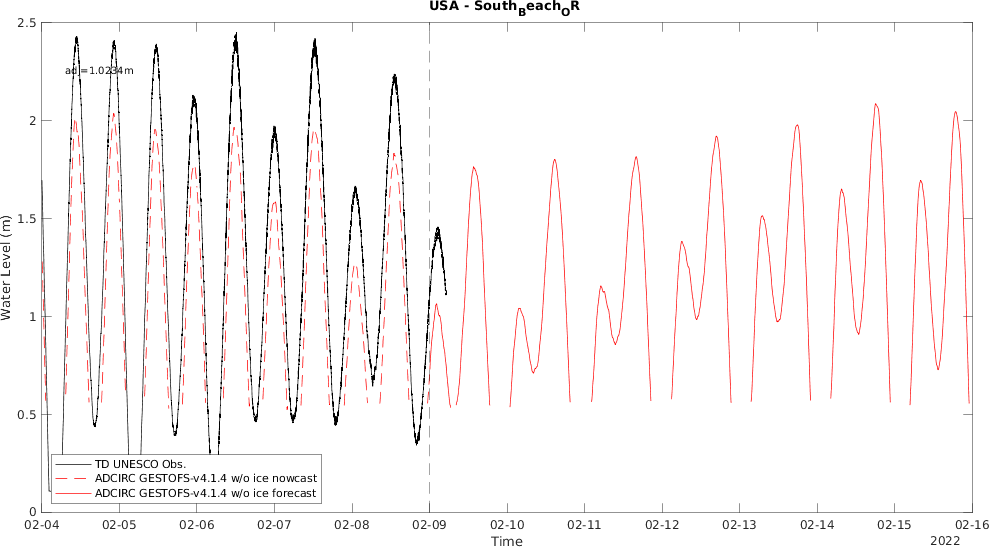 USA - SouthBeachOR
2.5
adj=1.0234m
2
1.5
Water Level (m)
1
0.5
TD UNESCO Obs.
ADCIRC GESTOFS-v4.1.4 w/o ice nowcast
ADCIRC GESTOFS-v4.1.4 w/o ice forecast
0
02-04 02-05 02-06 02-07 02-08 02-09 02-10 02-11 02-12 02-13 02-14 02-15 02-16
Time
2022